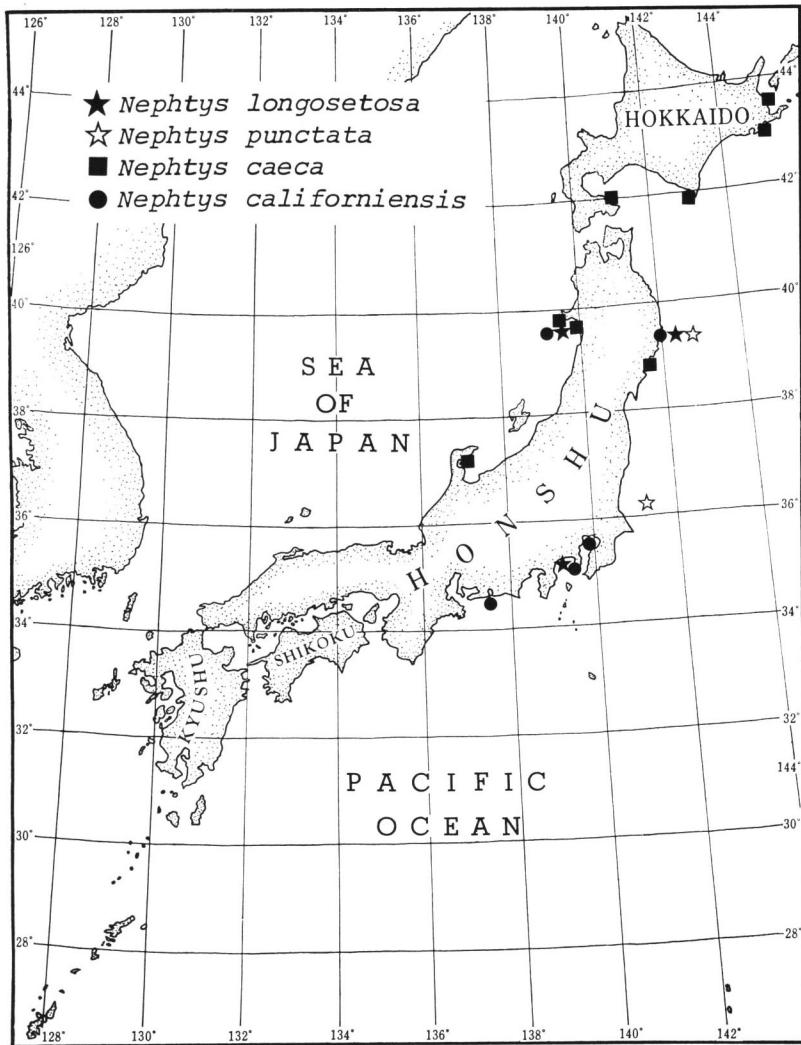 126° 128° 130° 132° 134° 136° 138° 140° 142° 144°
★ Nephtys longosetosa
☆ Nephtys punctata
■ Nephtys caeca
● Nephtys californiensis
44° 44°
HOKKAIDO
42° 42°
126°
40° 40°
SEA
OF
JAPAN
38° 38°
HONSHU
36° 36°
34° 34°
SHIKOKU
KYUSHU
32° 32°
144°
PACIFIC
OCEAN
30° 30°
28° 28°
128° 130° 132° 134° 136° 138° 140° 142°